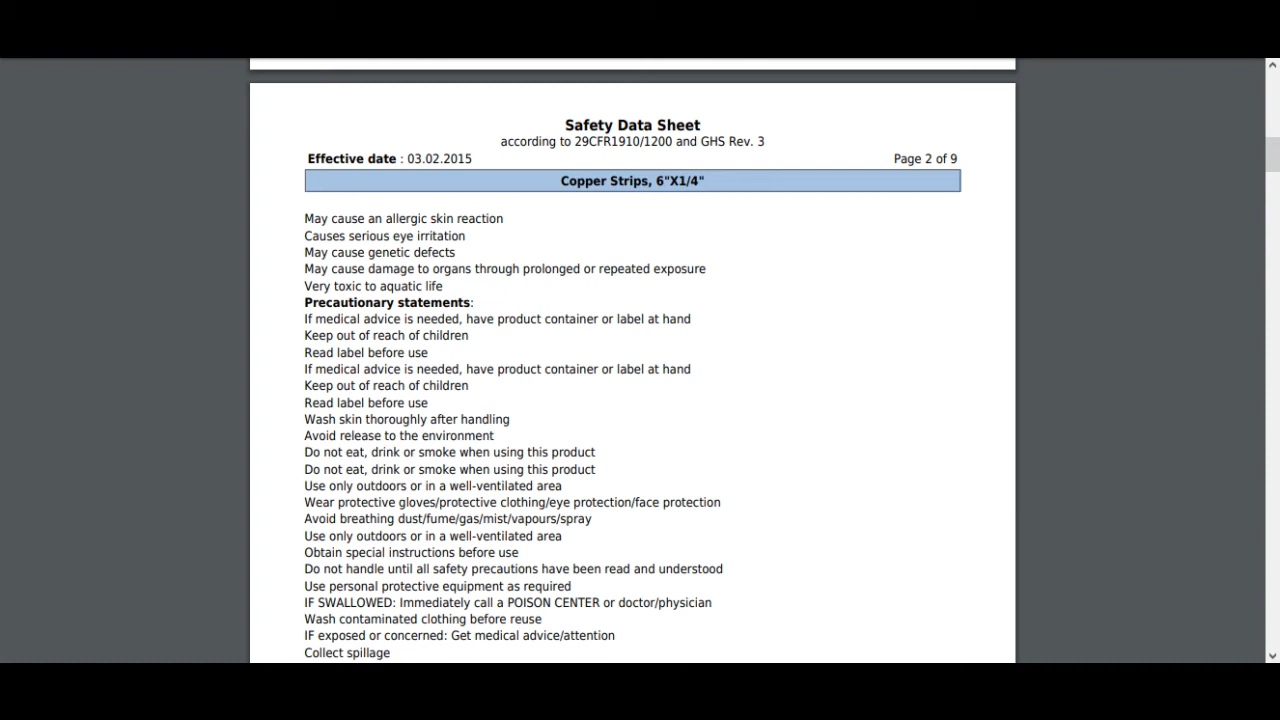 Safety Data Sheet
according to 29CFR1910/1200 and GHS Rev. 3
Effective date : 03.02.2015 Page 2 of 9
Copper Strips, 6"X1/4"
May cause an allergic skin reaction
Causes serious eye irritation
May cause genetic defects
May cause damage to organs through prolonged or repeated exposure
Very toxic to aquatic life
Precautionary statements:
If medical advice is needed, have product container or label at hand
Keep out of reach of children
Read label before use
If medical advice is needed, have product container or label at hand
Keep out of reach of children
Read label before use
Wash skin thoroughly after handling
Avoid release to the environment
Do not eat, drink or smoke when using this product
Do not eat, drink or smoke when using this product
Use only outdoors or in a well-ventilated area
Wear protective gloves/protective clothing/eye protection/face protection
Avoid breathing dust/fume/gas/mist/vapours/spray
Use only outdoors or in a well-ventilated area
Obtain special instructions before use
Do not handle until all safety precautions have been read and understood
Use personal protective equipment as required
IF SWALLOWED: Immediately call a POISON CENTER or doctor/physician
Wash contaminated clothing before reuse
IF exposed or concerned: Get medical advice/attention
Collect spillage